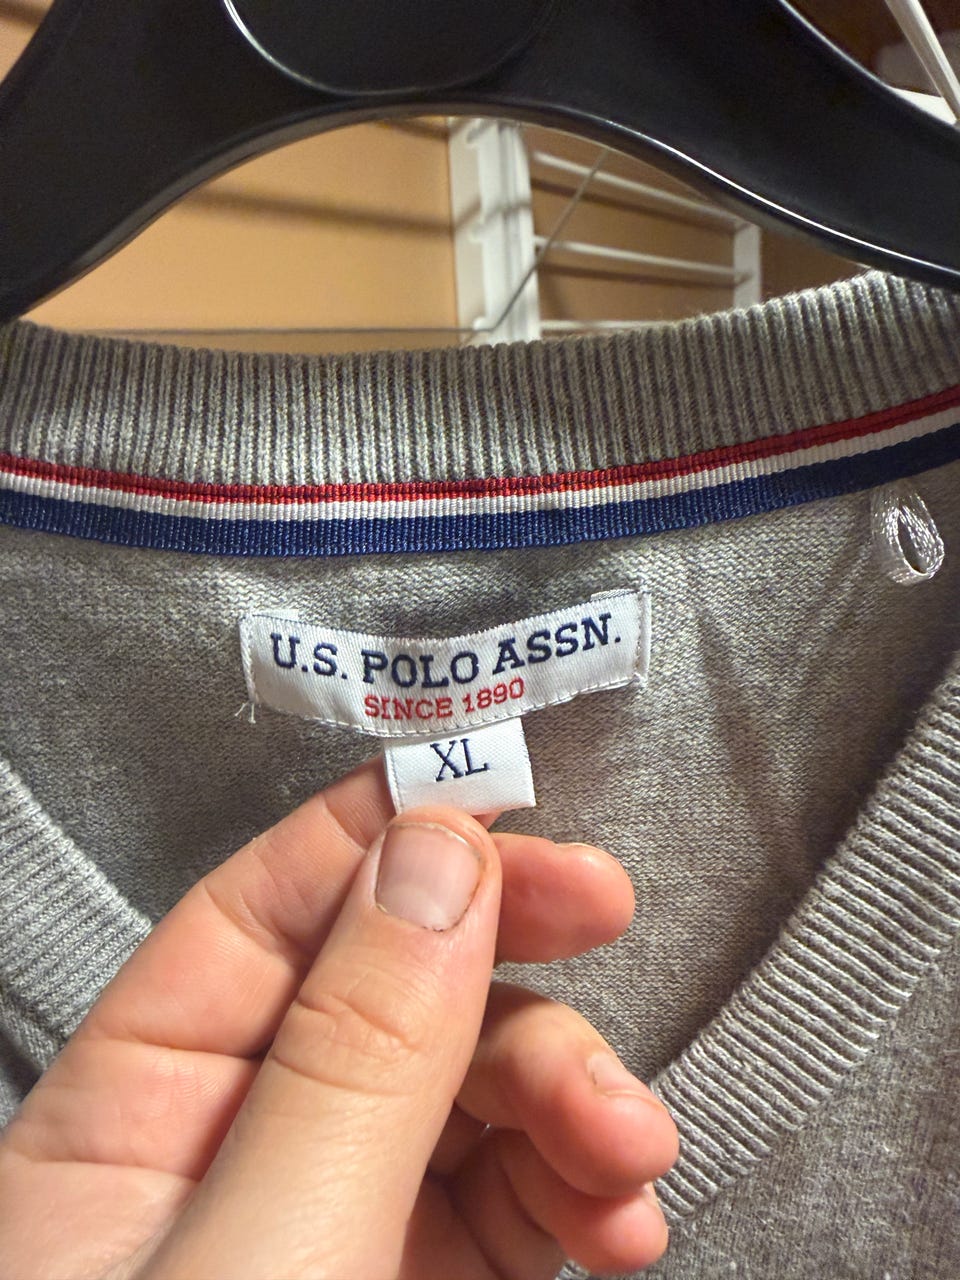 U.S. POLO ASSN.
SINCE 1890
XL